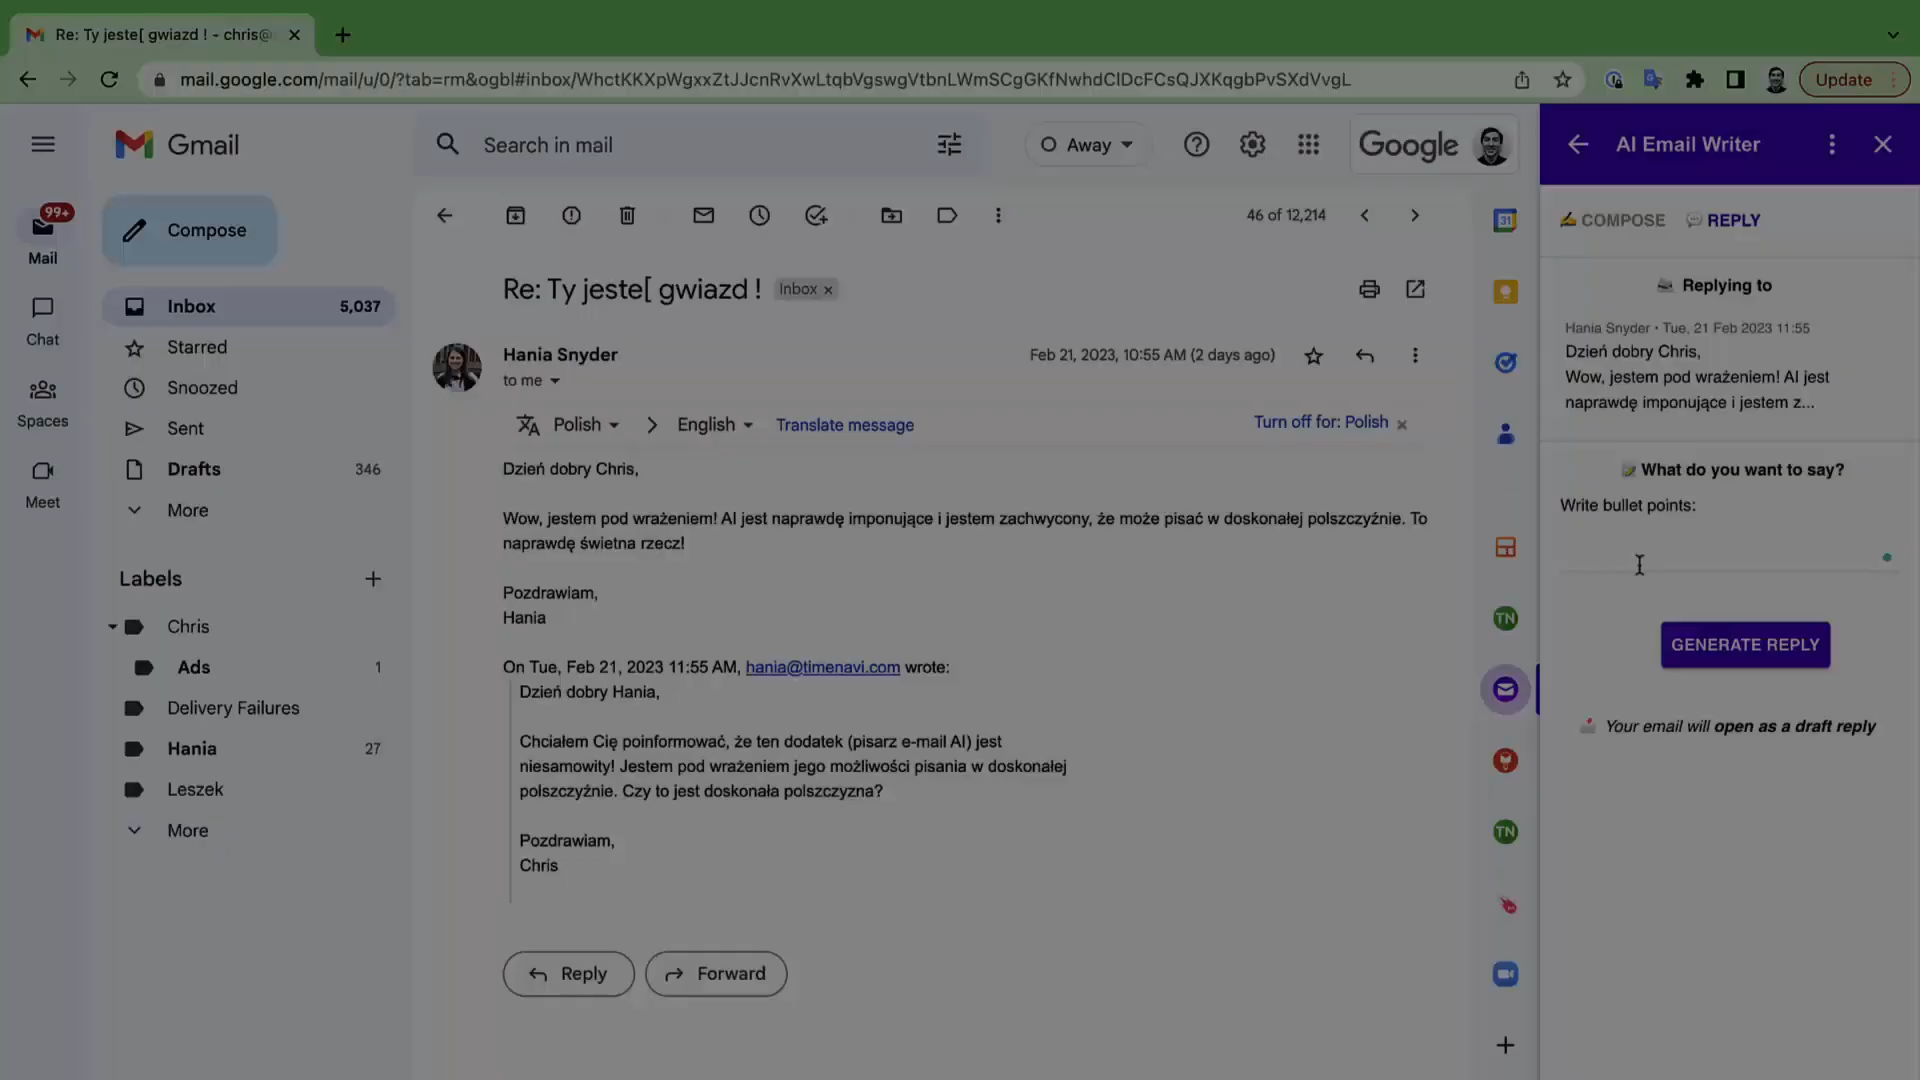 Re: Ty jeste[ gwiazd ! - chris@
mail.google.com/mail/u/0/?tab=rm&ogbl#inbox/WhctKKXpWgxxZtJJcnRvXwLtqbVgswgVtbnLWmSCgGKfNwhdClDcFCsQJXKqgbPvSXdVvgL
Update
Gmail
Search in mail
Away
Google
AI Email Writer
99+
Mail
Chat
Spaces
Meet
Compose
Inbox 5,037
Starred
Snoozed
Sent
Drafts 346
More
Labels
Chris
Ads 1
Delivery Failures
Hania 27
Leszek
More
46 of 12,214
Re: Ty jeste[ gwiazd ! Inbox
Hania Snyder
Feb 21, 2023, 10:55 AM (2 days ago)
to me
Polish English Translate message
Turn off for: Polish
Dzień dobry Chris,
Wow, jestem pod wrażeniem! AI jest naprawdę imponujące i jestem zachwycony, że może pisać w doskonałej polszczyźnie. To
naprawdę świetna rzecz!
Pozdrawiam,
Hania
On Tue, Feb 21, 2023 11:55 AM, hania@timenavi.com wrote:
Dzień dobry Hania,
Chciałem Cię poinformować, że ten dodatek (pisarz e-mail AI) jest
niesamowity! Jestem pod wrażeniem jego możliwości pisania w doskonałej
polszczyźnie. Czy to jest doskonała polszczyzna?
Pozdrawiam,
Chris
Reply
Forward
31
TN
TN
COMPOSE REPLY
Replying to
Hania Snyder • Tue, 21 Feb 2023 11:55
Dzień dobry Chris,
Wow, jestem pod wrażeniem! AI jest
naprawdę imponujące i jestem z...
What do you want to say?
Write bullet points:
GENERATE REPLY
Your email will open as a draft reply